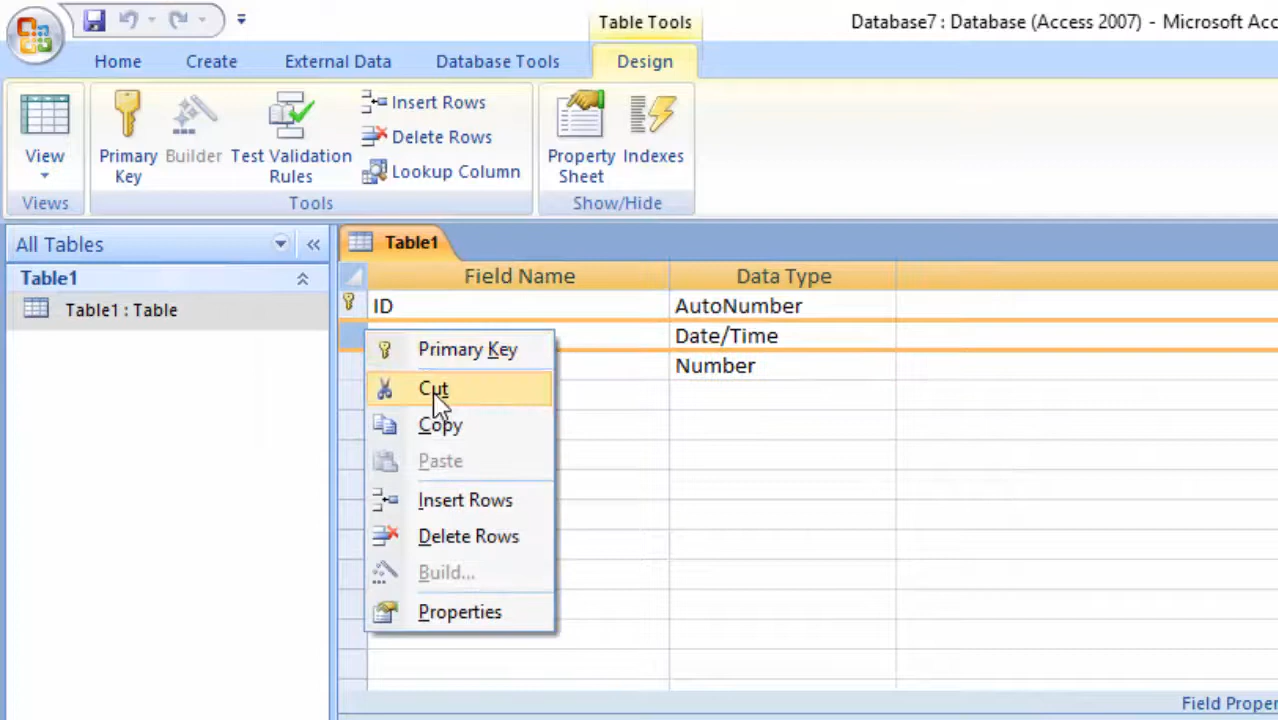 Table Tools
Database7 : Database (Access 2007) - Microsoft Acc
Home
Create
External Data
Database Tools
Design
View
Primary
Key
Builder
Test Validation
Rules
Insert Rows
Delete Rows
Lookup Column
Property
Sheet
Indexes
Views
Tools
Show/Hide
All Tables
Table1
Field Name
Data Type
Table1
Table1 : Table
ID
AutoNumber
Date/Time
Number
Primary Key
Cut
Copy
Paste
Insert Rows
Delete Rows
Build...
Properties
Field Proper